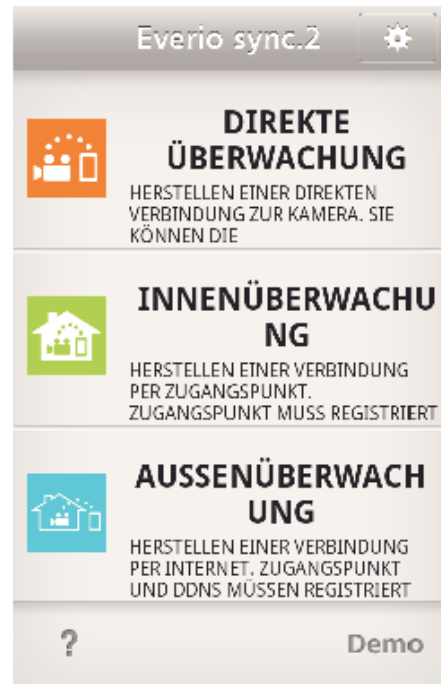 Everio sync.2
DIREKTE
ÜBERWACHUNG
HERSTELLEN EINER DIREKTEN
VERBINDUNG ZUR KAMERA. SIE
KÖNNEN DIE
INNENÜBERWACHU
NG
HERSTELLEN EINER VERBINDUNG
PER ZUGANGSPUNKT.
ZUGANGSPUNKT MUSS REGISTRIERT
AUSSENÜBERWACH
UNG
HERSTELLEN EINER VERBINDUNG
PER INTERNET. ZUGANGSPUNKT
UND DDNS MÜSSEN REGISTRIERT
? Demo